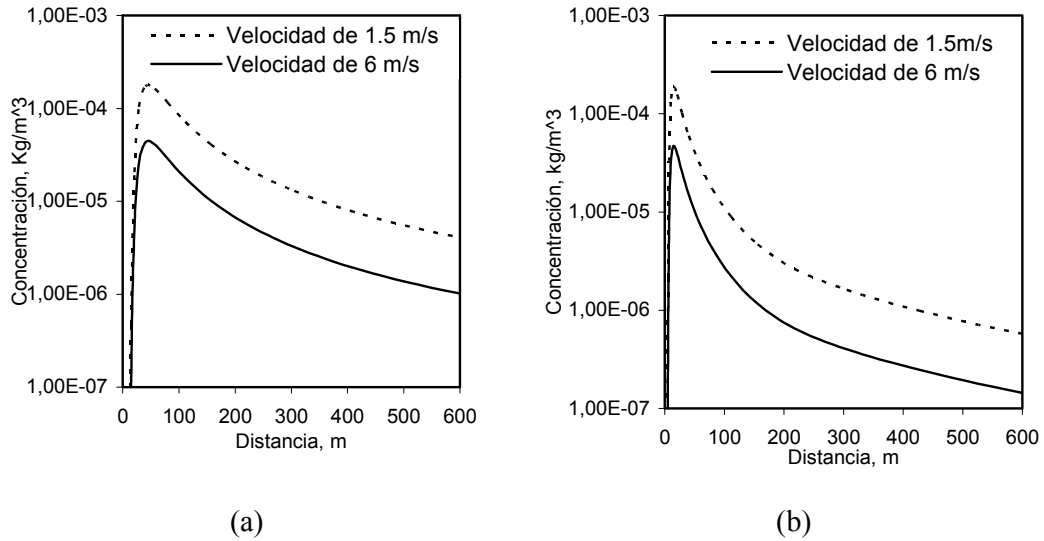 1,00E-03
1,00E-04
1,00E-05
1,00E-06
1,00E-07
Concentración, Kg/m^3
Velocidad de 1.5 m/s
Velocidad de 6 m/s
0 100 200 300 400 500 600
Distancia, m
(a)
1,00E-03
1,00E-04
1,00E-05
1,00E-06
1,00E-07
Concentración, kg/m^3
Velocidad de 1.5m/s
Velocidad de 6 m/s
0 100 200 300 400 500 600
Distancia, m
(b)